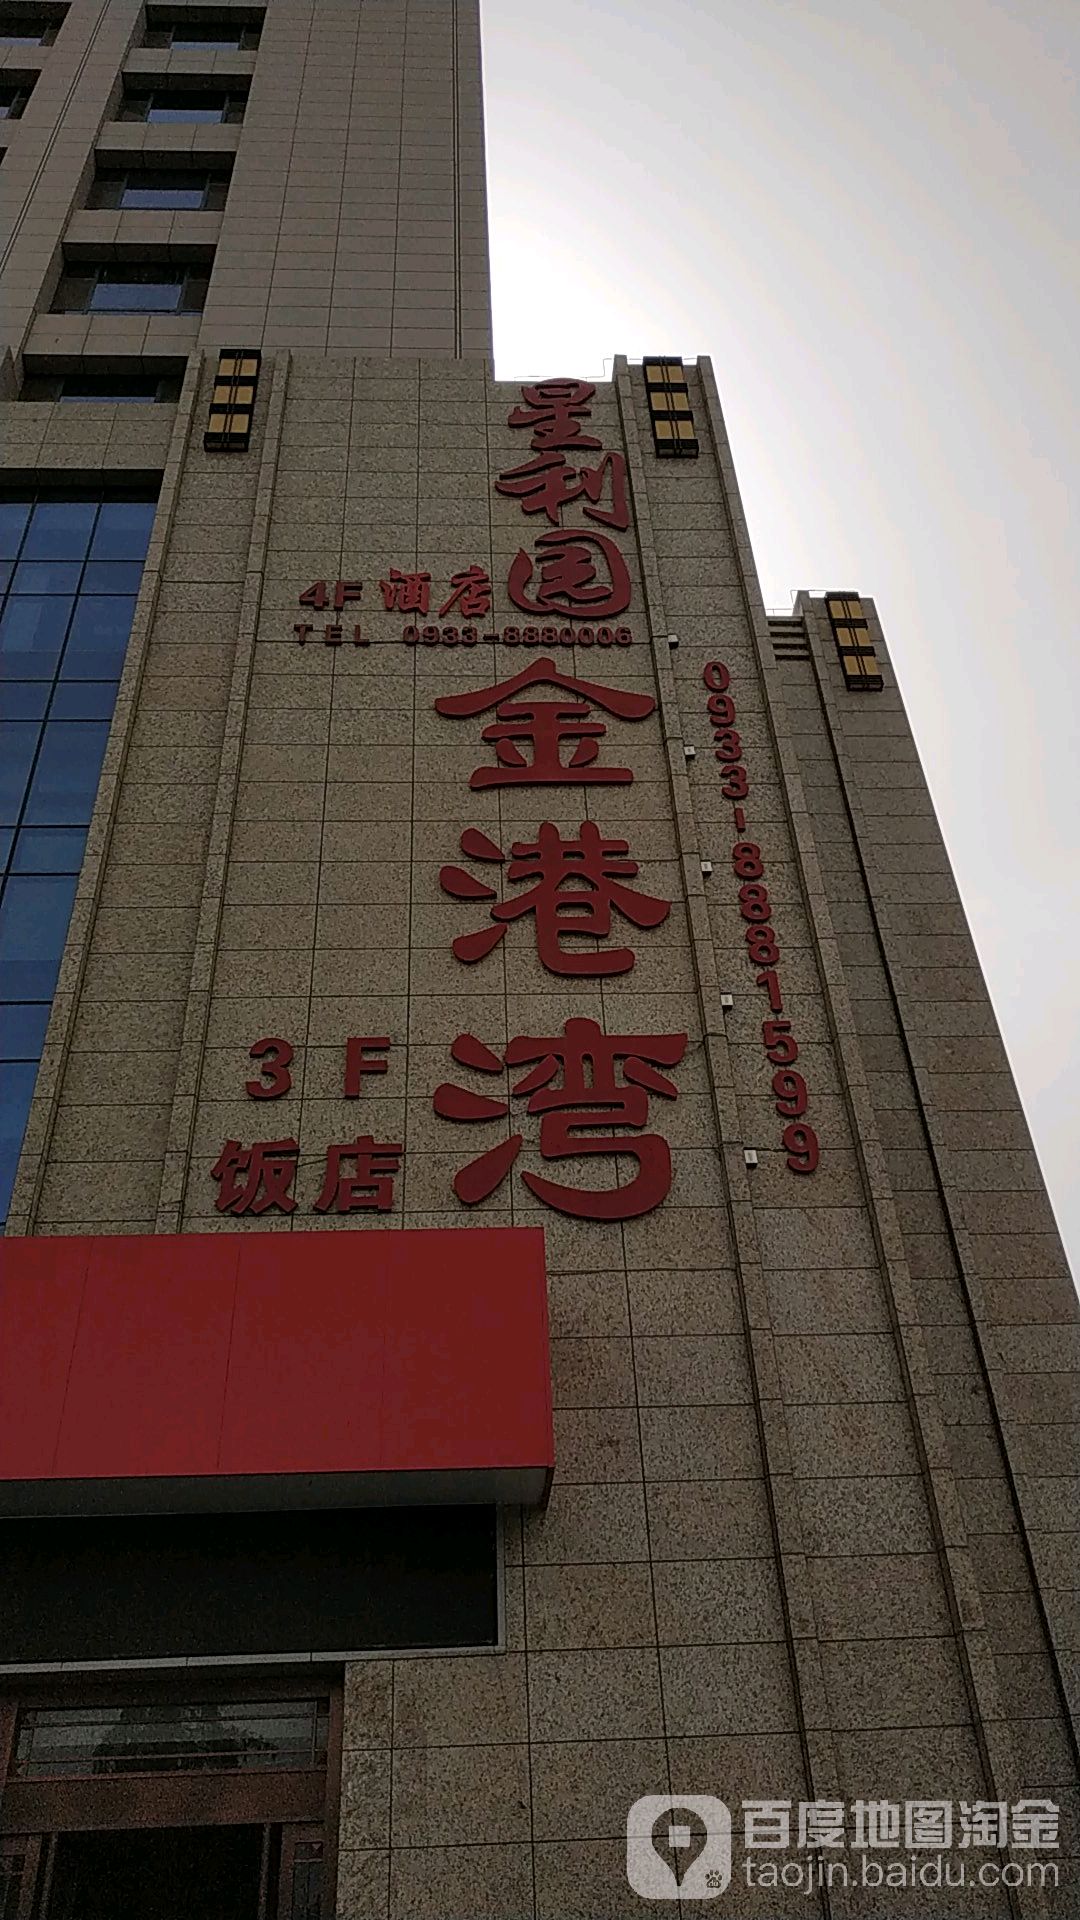 星利园
4F 酒店
TEL 0933-8880006
金港湾
0933-8881599
3F
饭店
百度地图淘金
taojin.baidu.com